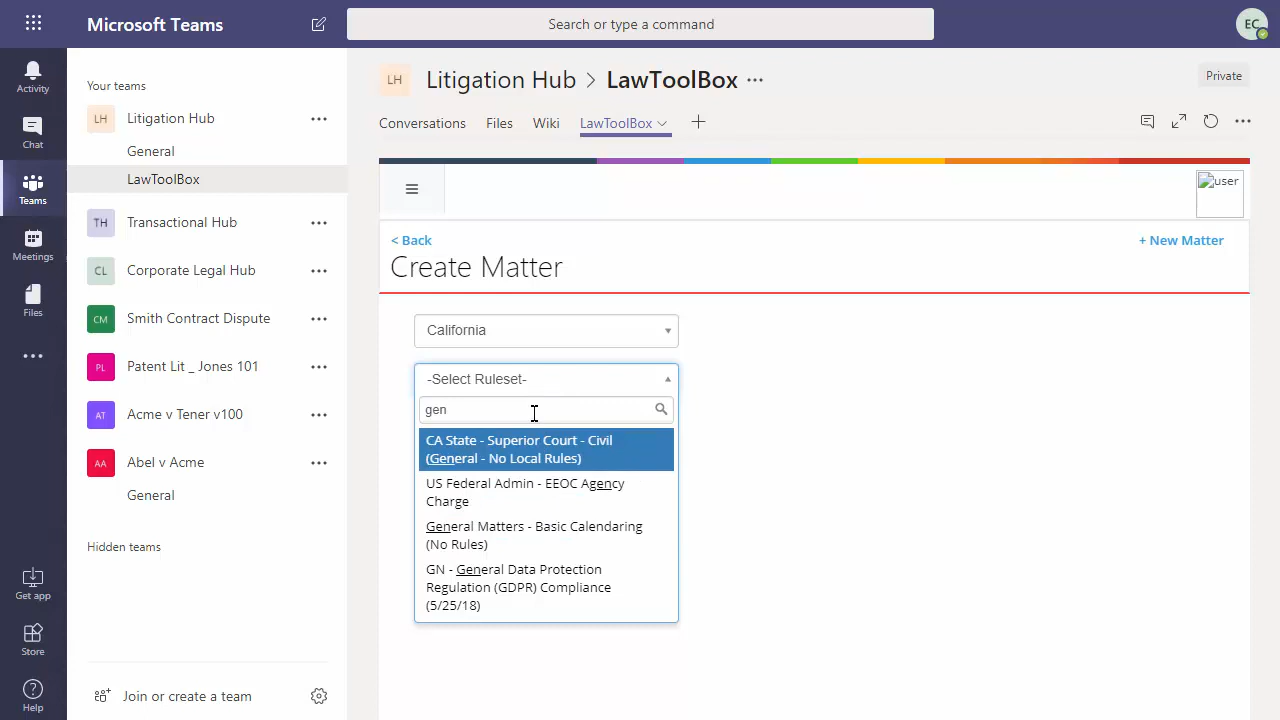 Microsoft Teams
Search or type a command
EC
Activity
Chat
Teams
Meetings
Files
Get app
Store
Help
Your teams
LH Litigation Hub
General
LawToolBox
TH Transactional Hub
CL Corporate Legal Hub
CM Smith Contract Dispute
PL Patent Lit _ Jones 101
AT Acme v Tener v100
AA Abel v Acme
General
Hidden teams
Join or create a team
LH Litigation Hub > LawToolBox
Private
Conversations Files Wiki LawToolBox
user
< Back
+ New Matter
Create Matter
California
-Select Ruleset-
gen
CA State - Superior Court - Civil
(General - No Local Rules)
US Federal Admin - EEOC Agency
Charge
General Matters - Basic Calendaring
(No Rules)
GN - General Data Protection
Regulation (GDPR) Compliance
(5/25/18)